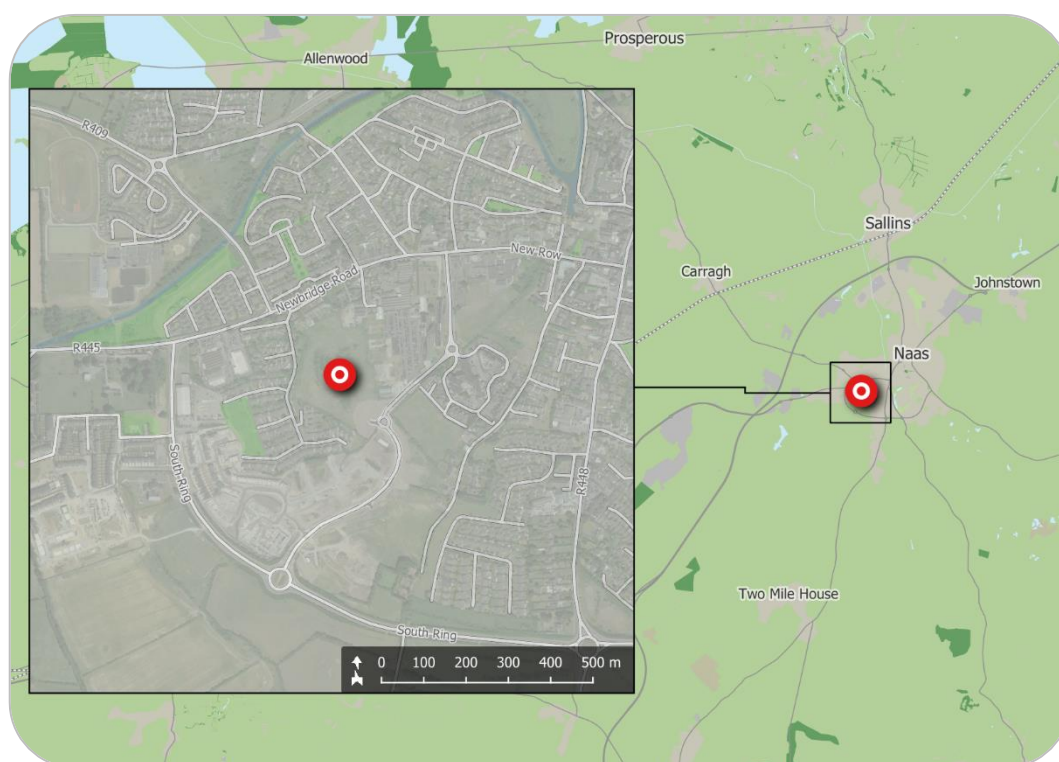 Prosperous
Allenwood
R409
Sallins
New Row
Carragh
Newbridge Road
Johnstown
R445
Naas
South Ring
R448
Two Mile House
South Ring
0 100 200 300 400 500 m